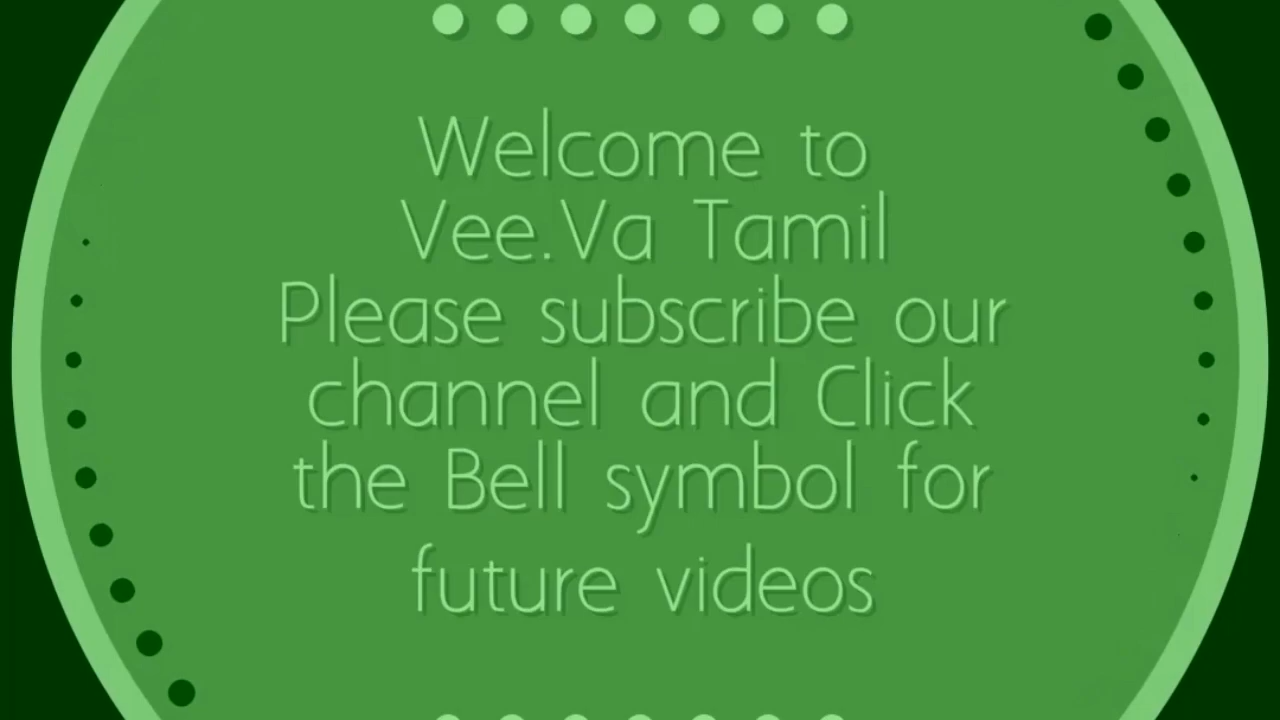 Welcome to
Vee.Va Tamil
Please subscribe our
channel and Click
the Bell symbol for
future videos